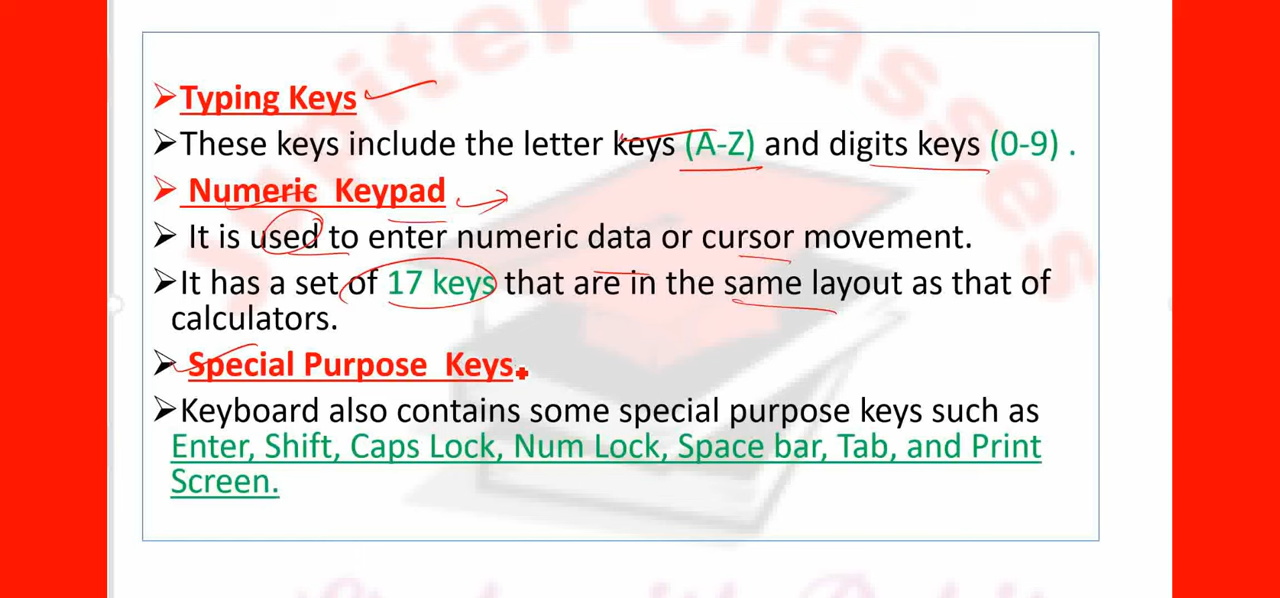 Jupiter Classes
➢Typing Keys
➢These keys include the letter keys (A-Z) and digits keys (0-9) .
➢ Numeric Keypad
➢ It is used to enter numeric data or cursor movement.
➢It has a set of 17 keys that are in the same layout as that of
calculators.
➢ Special Purpose Keys.
➢Keyboard also contains some special purpose keys such as
Enter, Shift, Caps Lock, Num Lock, Space bar, Tab, and Print
Screen.